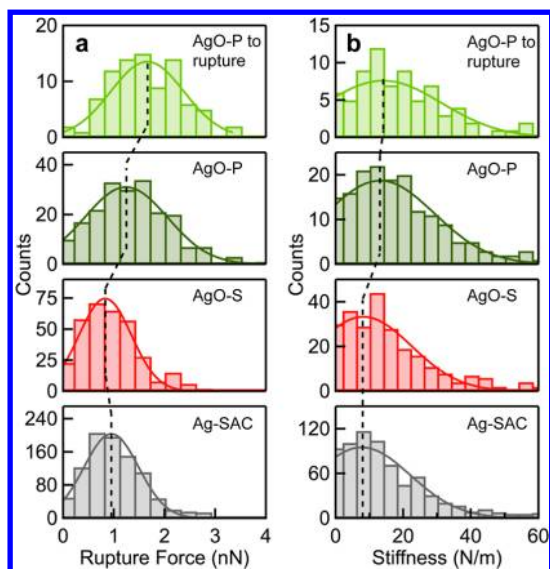 a
AgO-P to
rupture
20
10
0
AgO-P
40
20
0
AgO-S
75
50
25
0
Ag-SAC
240
160
80
0
0 1 2 3 4
Rupture Force (nN)
Counts
b
AgO-P to
rupture
15
10
5
0
AgO-P
20
10
0
AgO-S
40
20
0
Ag-SAC
120
80
40
0
0 20 40 60
Stiffness (N/m)
Counts